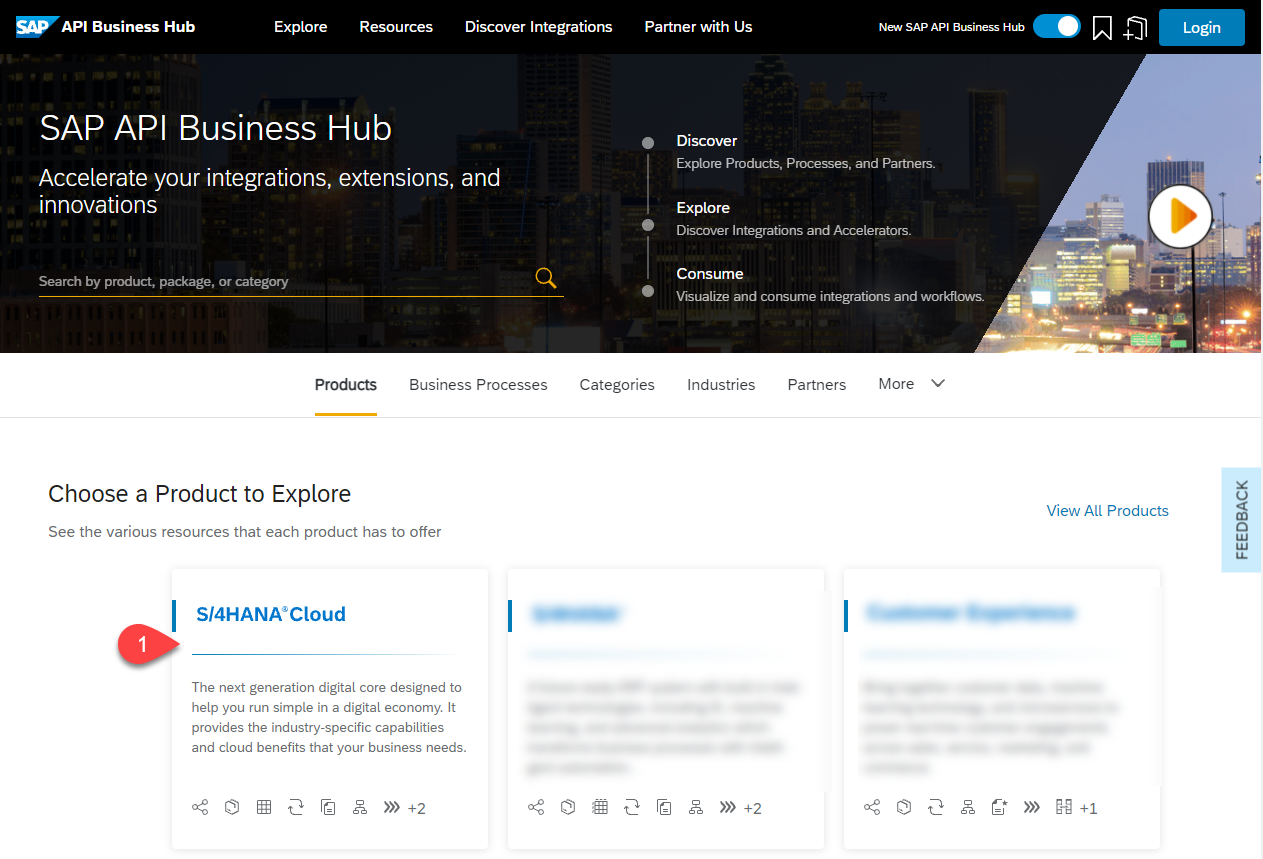 SAP API Business Hub
Explore
Resources
Discover Integrations
Partner with Us
New SAP API Business Hub
Login
SAP API Business Hub
Accelerate your integrations, extensions, and
innovations
Search by product, package, or category
Discover
Explore Products, Processes, and Partners.
Explore
Discover Integrations and Accelerators.
Consume
Visualize and consume integrations and workflows.
Products
Business Processes
Categories
Industries
Partners
More
Choose a Product to Explore
See the various resources that each product has to offer
View All Products
FEEDBACK
1
S/4HANA®Cloud
The next generation digital core designed to
help you run simple in a digital economy. It
provides the industry-specific capabilities
and cloud benefits that your business needs.
+2
S/4HANA®
+2
Customer Experience
+1